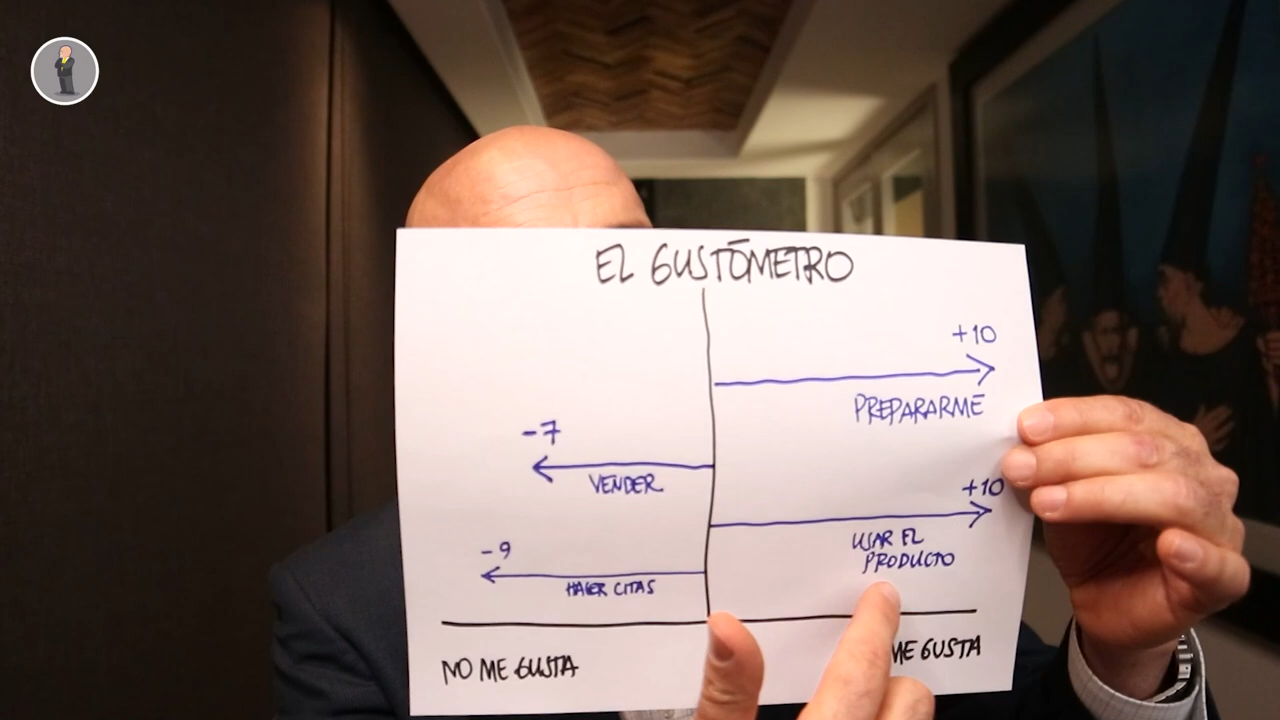 EL GUSTÓMETRO
+10
PREPARARME
-7
VENDER
+10
USAR EL
PRODUCTO
-9
HACER CITAS
NO ME GUSTA
ME GUSTA